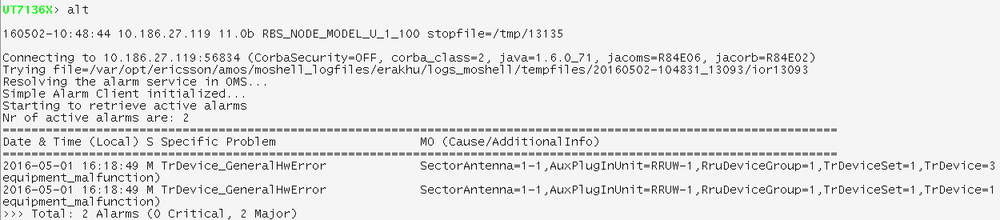 UT7136X> alt
160502-10:48:44 10.186.27.119 11.0b RBS_NODE_MODEL_U_1_100 stopfile=/tmp/13135
Connecting to 10.186.27.119:56834 (CorbaSecurity=OFF, corba_class=2, java=1.6.0_71, jacoms=R84E06, jacorb=R84E02)
Trying file=/var/opt/ericsson/amos/moshell_logfiles/erakhu/logs_moshell/tempfiles/20160502-104831_13093/ior13093
Resolving the alarm service in OMS...
Simple Alarm Client initialized...
Starting to retrieve active alarms
Nr of active alarms are: 2
====================================================================================================================
Date & Time (Local) S Specific Problem                    MO (Cause/AdditionalInfo)
====================================================================================================================
2016-05-01 16:18:49 M TrDevice_GeneralHwError             SectorAntenna=1-1,AuxPlugInUnit=RRUW-1,RruDeviceGroup=1,TrDeviceSet=1,TrDevice=3
equipment_malfunction)
2016-05-01 16:18:49 M TrDevice_GeneralHwError             SectorAntenna=1-1,AuxPlugInUnit=RRUW-1,RruDeviceGroup=1,TrDeviceSet=1,TrDevice=1
equipment_malfunction)
>>> Total: 2 Alarms (0 Critical, 2 Major)